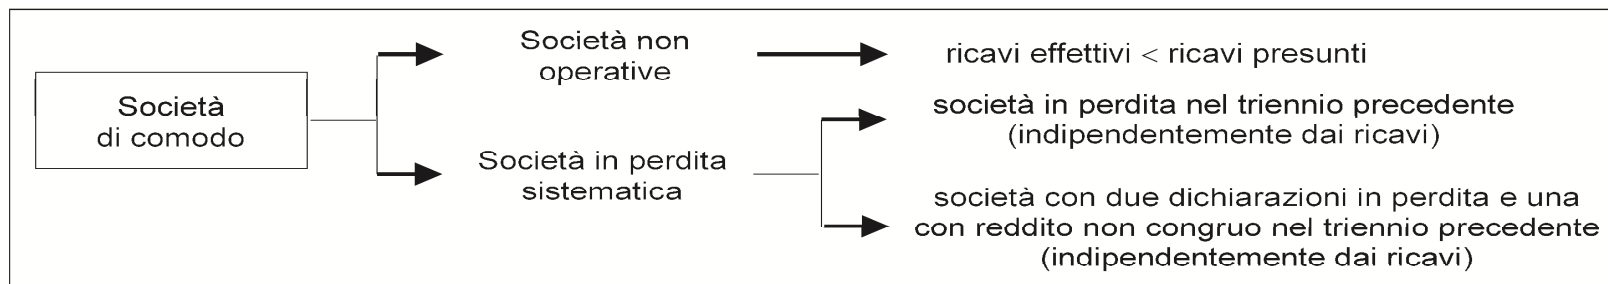 Società
di comodo
Società non
operative
ricavi effettivi < ricavi presunti
Società in perdita
sistematica
società in perdita nel triennio precedente
(indipendentemente dai ricavi)
società con due dichiarazioni in perdita e una
con reddito non congruo nel triennio precedente
(indipendentemente dai ricavi)